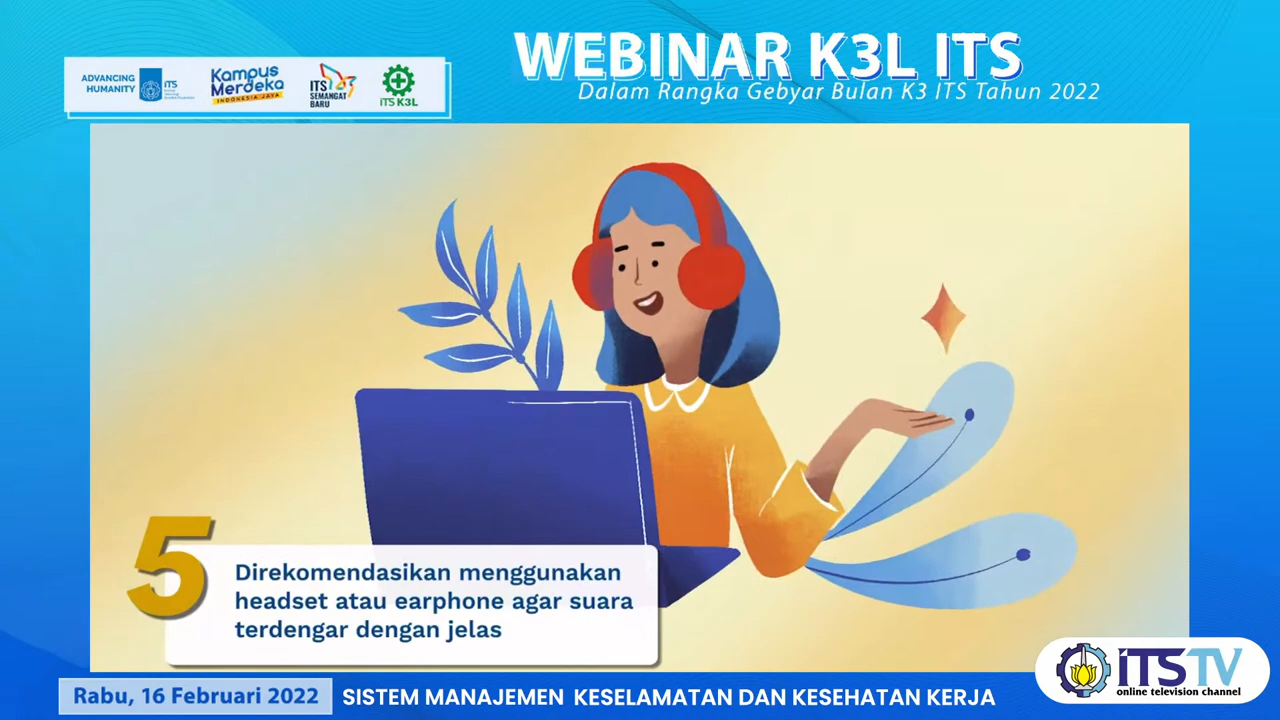 WEBINAR K3L ITS
Dalam Rangka Gebyar Bulan K3 ITS Tahun 2022
ADVANCING
HUMANITY
ITS
Kampus
Merdeka
INDONESIA JAYA
ITS
SEMANGAT
BARU
ITS K3L
5
Direkomendasikan menggunakan
headset atau earphone agar suara
terdengar dengan jelas
Rabu, 16 Februari 2022
SISTEM MANAJEMEN KESELAMATAN DAN KESEHATAN KERJA
iTSTV
online television channel